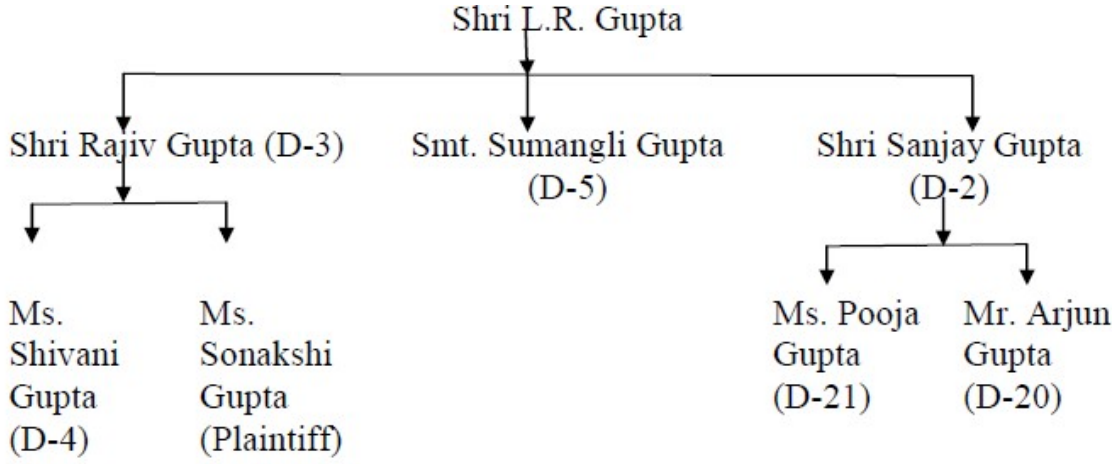 Shri L.R. Gupta
Shri Rajiv Gupta (D-3)
Smt. Sumangli Gupta
(D-5)
Shri Sanjay Gupta
(D-2)
Ms.
Shivani
Gupta
(D-4)
Ms.
Sonakshi
Gupta
(Plaintiff)
Ms. Pooja
Gupta
(D-21)
Mr. Arjun
Gupta
(D-20)